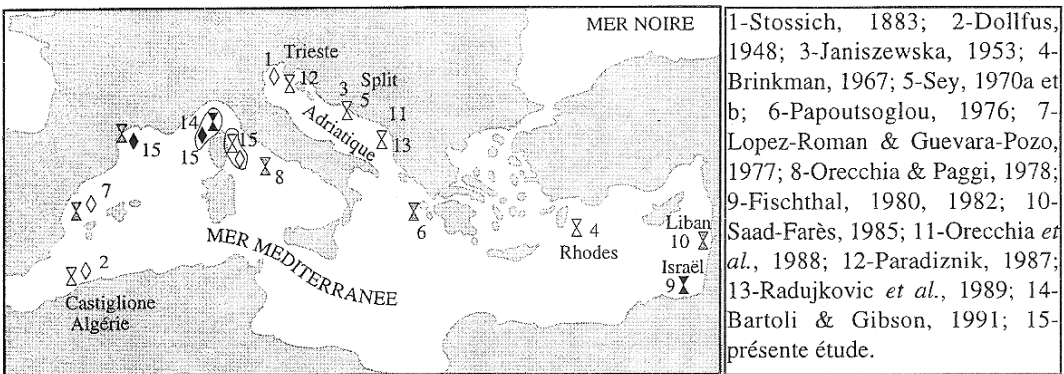 MER NOIRE
Trieste
1
12
Split
3
5
11
13
Adriatique
14
15
15
15
8
7
6
4
Rhodes
Liban
10
Israël
9
MER MEDITERRANEE
2
Castiglione
Algérie
1-Stossich, 1883; 2-Dollfus,
1948; 3-Janiszewska, 1953; 4-
Brinkman, 1967; 5-Sey, 1970a et
b; 6-Papoutsoglou, 1976; 7-
Lopez-Roman & Guevara-Pozo,
1977; 8-Orecchia & Paggi, 1978;
9-Fischthal, 1980, 1982; 10-
Saad-Farès, 1985; 11-Orecchia et
al., 1988; 12-Paradiznik, 1987;
13-Radujkovic et al., 1989; 14-
Bartoli & Gibson, 1991; 15-
présente étude.